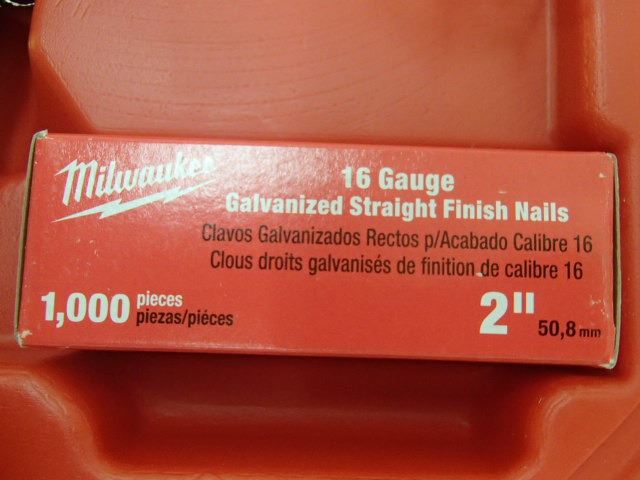 Milwaukee
16 Gauge
Galvanized Straight Finish Nails
Clavos Galvanizados Rectos p/Acabado Calibre 16
Clous droits galvanisés de finition de calibre 16
1,000 pieces
piezas/piéces
2" 50,8 mm